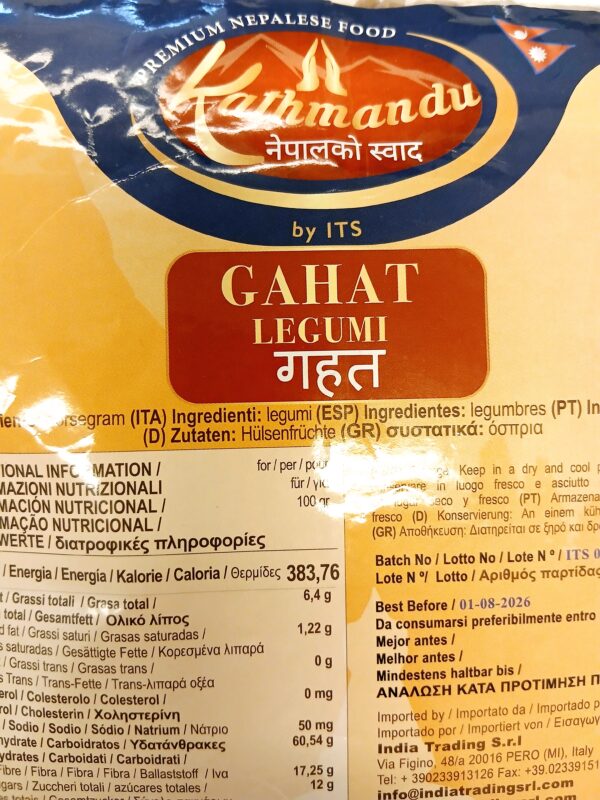 PREMIUM NEPALESE FOOD
Kathmandu
नेपालको स्वाद
by ITS
GAHAT
LEGUMI
गहत
orsegram (ITA) Ingredienti: legumi (ESP) Ingredientes: legumbres (PT) In
(D) Zutaten: Hülsenfrüchte (GR) συστατικά: όσπρια
IONAL INFO MATION /
MAZIONI NUTRIZIONALI
MACIÓN NUTRICIONAL /
MAÇÃO NUTRICIONAL /
WERTE / διατροφικές πληροφορίες
for / per / pour
für / για
100 gr
/ Energia / Energia / Kalorie / Caloria / Θερμίδες 383,76
t / Grassi totali / Grasa total /
total / Gesamtfett / Ολικό λίπος
6,4 g
d fat / Grassi saturi / Grasas saturadas /
s saturadas / Gesättigte Fette / Κορεσμένα λιπαρά
1,22 g
/ Grassi trans / Grasas trans /
s Trans / Trans-Fette / Trans-λιπαρά οξέα
0 g
erol / Colesterolo / Colesterol /
rol / Cholesterin / Χοληστερίνη
0 mg
/ Sodio / Sodio / Sódio / Natrium / Νάτριο
50 mg
hydrate / Carboidratos / Υδατάνθρακες
60,54 g
ydrates / Carboidrati / Carboidratos /
Fibre / Fibra / Fibra / Fibra / Ballaststoff / Ινα
17,25 g
gars / Zuccheri totali / azúcares totales /
12 g
Keep in a dry and cool p
in luogo fresco e asciutto
eco y fresco (PT) Armazena
fresco (D) Konservierung: An einem küh
(GR) Αποθήκευση: Διατηρείται σε ξηρό και δρο
Batch No / Lotto No / Lote N º / ITS 0
Lote N º/ Lotto / Αριθμός παρτίδας
Best Before / 01-08-2026
Da consumarsi preferibilmente entro
Mejor antes /
Melhor antes /
Mindestens haltbar bis /
ΑΝΑΛΩΣΗ ΚΑΤΑ ΠΡΟΤΙΜΗΣΗ Π
Imported by / Importato da / Importado p
Importado por / Importiert von / Εισαγωγ
India Trading S.r.l
Via Figino, 48/a 20016 PERO (MI), Italy
Tel: + 390233913126 Fax: +39.02339151
info@indiatradingsrl.com